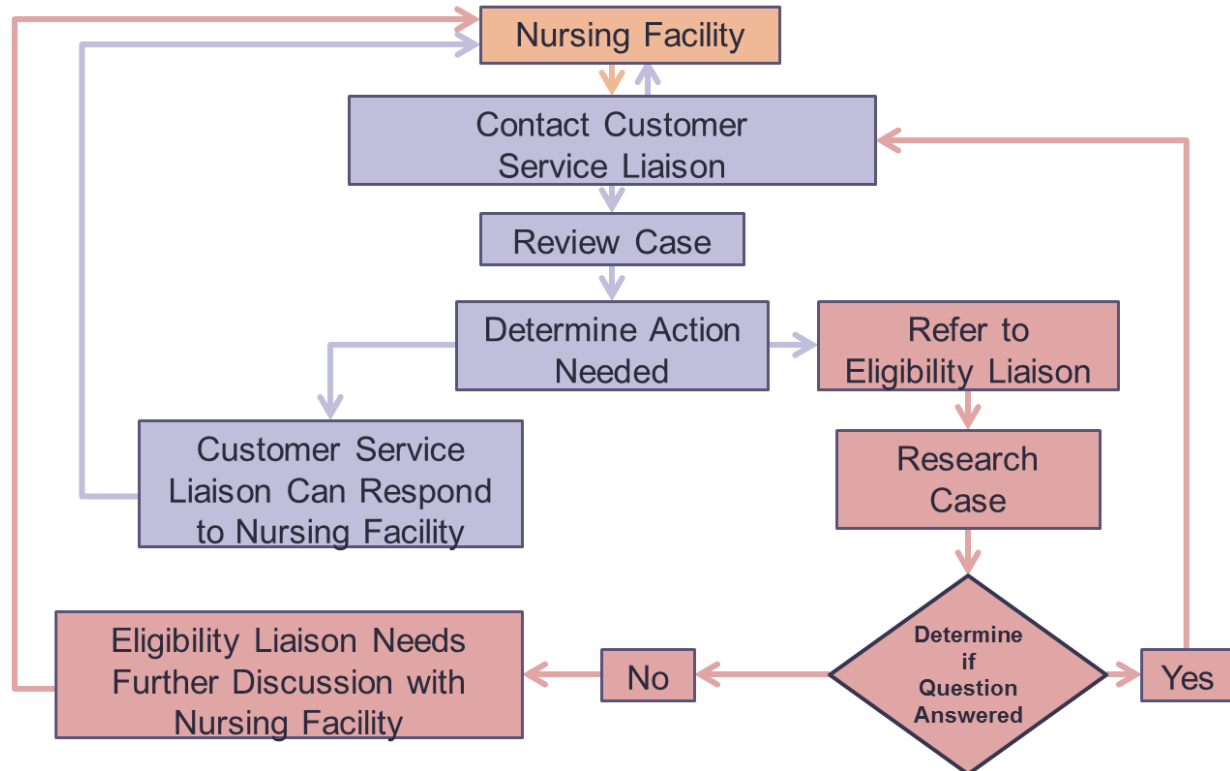 Nursing Facility
Contact Customer
Service Liaison
Review Case
Determine Action
Needed
Refer to
Eligibility Liaison
Customer Service
Liaison Can Respond
to Nursing Facility
Research
Case
Eligibility Liaison Needs
Further Discussion with
Nursing Facility
No
Determine
if
Question
Answered
Yes